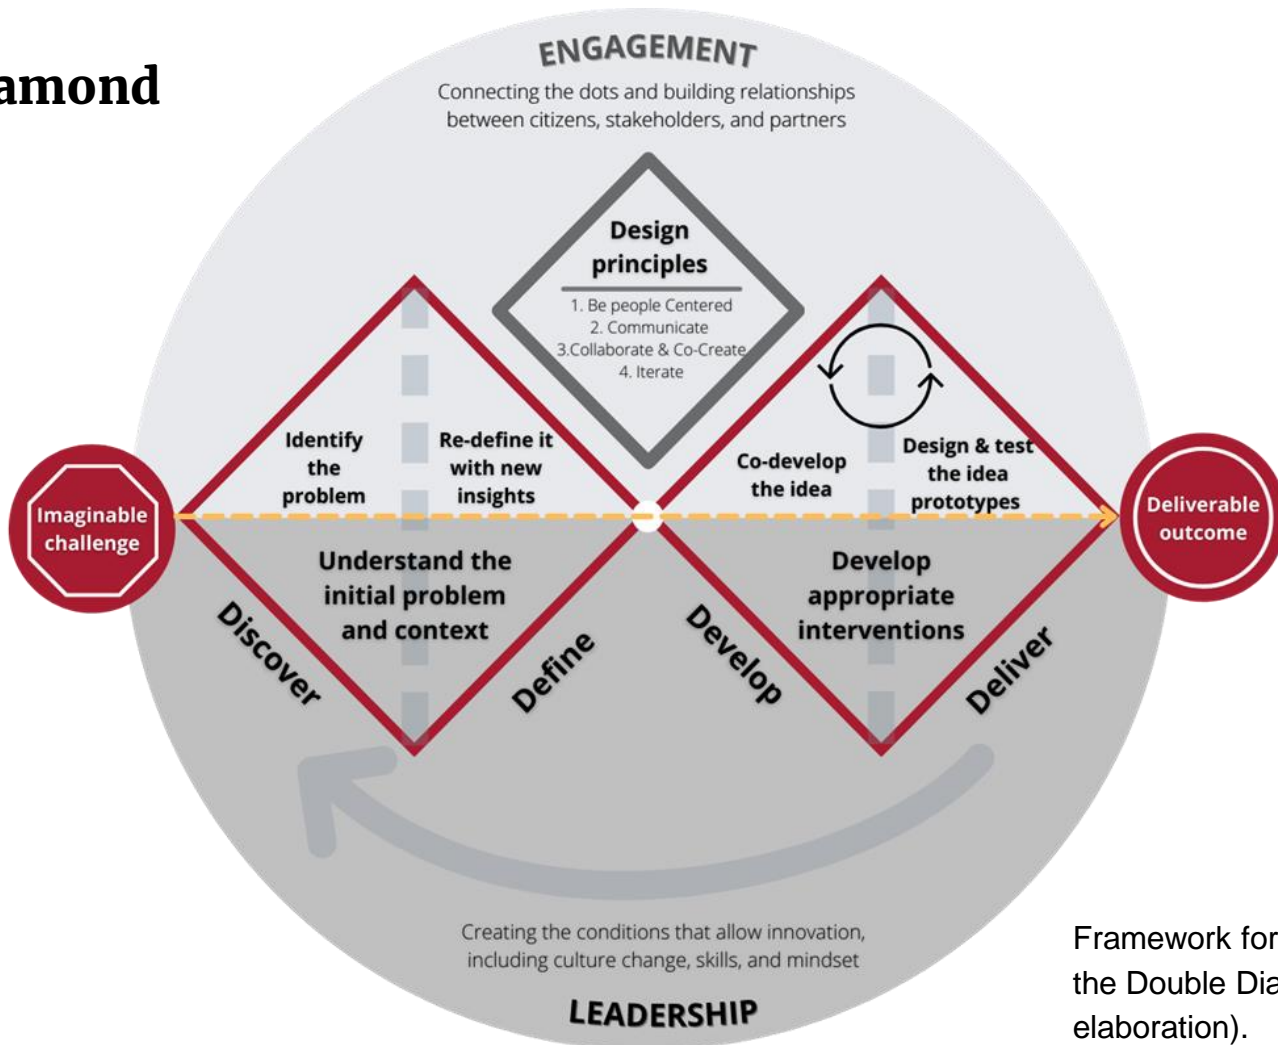 amond
ENGAGEMENT
Connecting the dots and building relationships
between citizens, stakeholders, and partners
Design
principles
1. Be people Centered
2. Communicate
3.Collaborate & Co-Create
4. Iterate
Identify
the
problem
Re-define it
with new
insights
Co-develop
the idea
Design & test
the idea
prototypes
Imaginable
challenge
Deliverable
outcome
Understand the
initial problem
and context
Develop
appropriate
interventions
Discover
Define
Develop
Deliver
Creating the conditions that allow innovation,
including culture change, skills, and mindset
LEADERSHIP
Framework for
the Double Dia
elaboration).